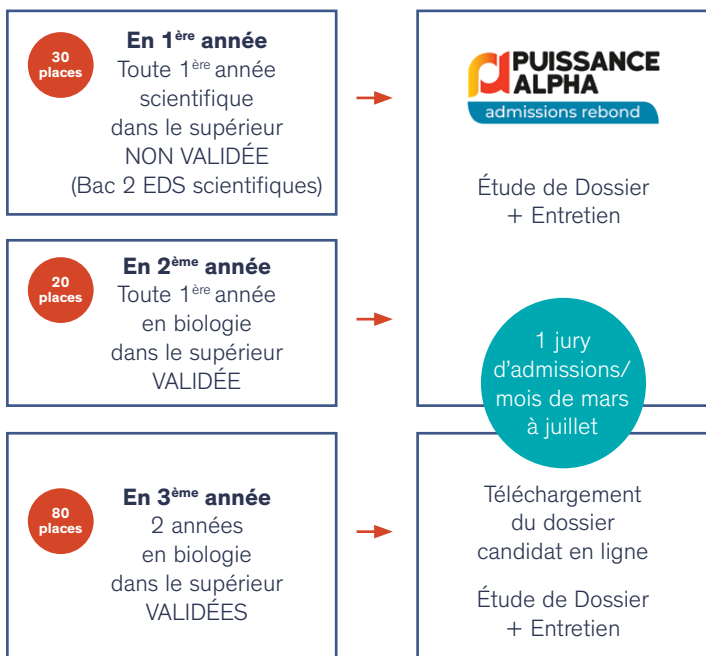 30
places
En 1ère année
Toute 1ère année
scientifique
dans le supérieur
NON VALIDÉE
(Bac 2 EDS scientifiques)
PUISSANCE
ALPHA
admissions rebond
Étude de Dossier
+ Entretien
20
places
En 2ème année
Toute 1ère année
en biologie
dans le supérieur
VALIDÉE
1 jury
d'admissions/
mois de mars
à juillet
80
places
En 3ème année
2 années
en biologie
dans le supérieur
VALIDÉES
Téléchargement
du dossier
candidat en ligne
Étude de Dossier
+ Entretien